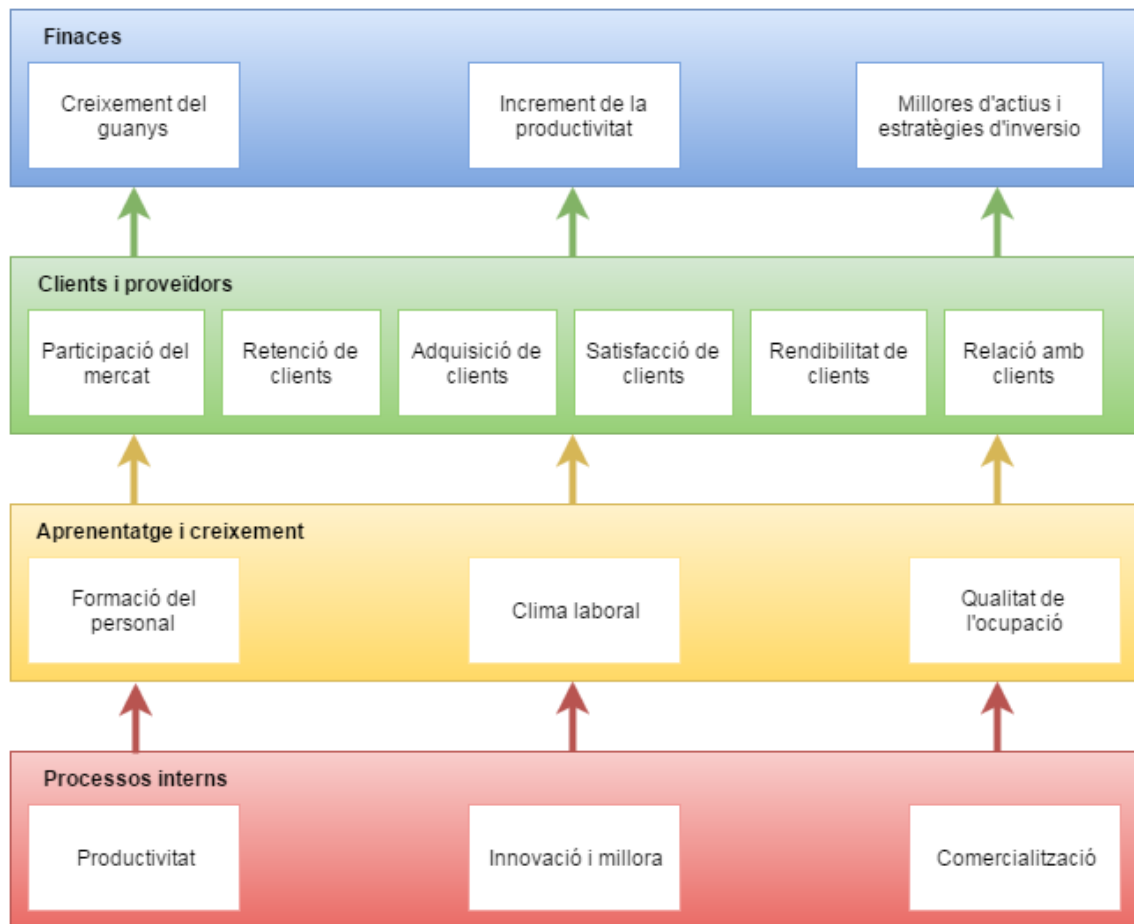 Finaces
Creixement del
guanys
Increment de la
productivitat
Millores d'actius i
estratègies d'inversio
Clients i proveïdors
Participació del
mercat
Retenció de
clients
Adquisició de
clients
Satisfacció de
clients
Rendibilitat de
clients
Relació amb
clients
Aprenentatge i creixement
Formació del
personal
Clima laboral
Qualitat de
l'ocupació
Processos interns
Productivitat
Innovació i millora
Comercialització